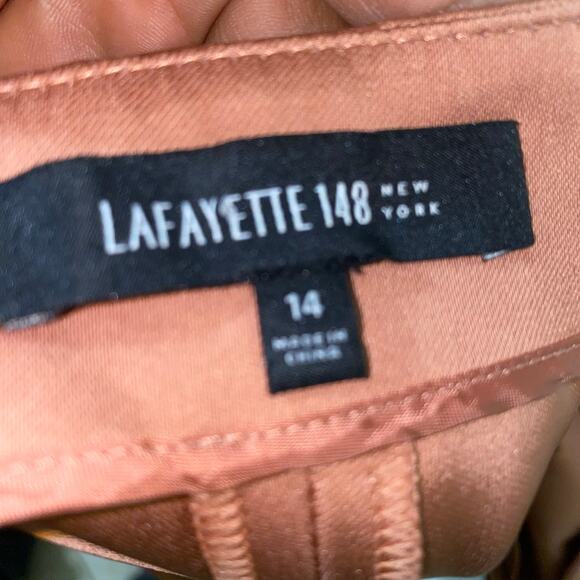 LAFAYETTE 148 NEW YORK
14
MADE IN
CHINA